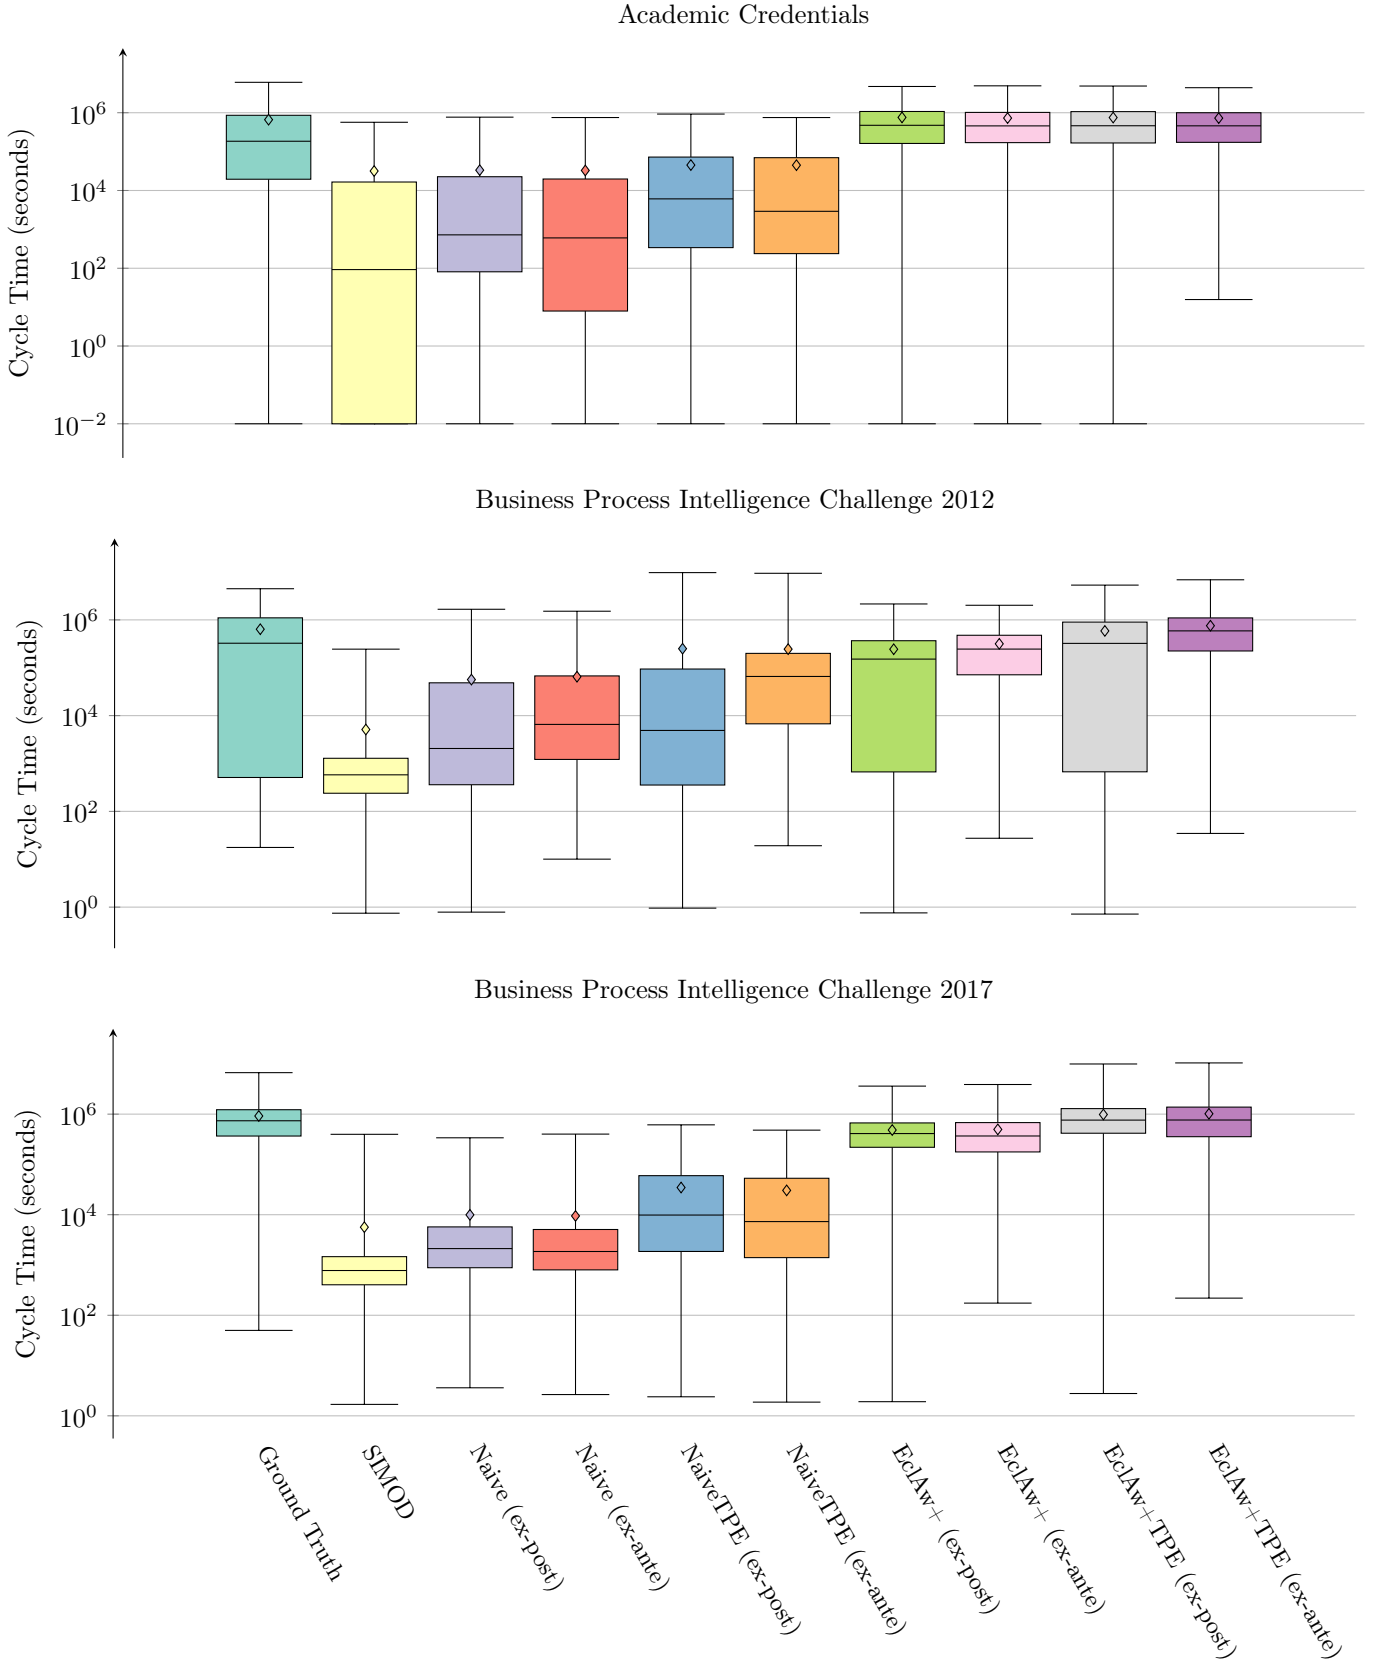 Academic Credentials
Cycle Time (seconds)
10^6
10^4
10^2
10^0
10^−2
Business Process Intelligence Challenge 2012
Cycle Time (seconds)
10^6
10^4
10^2
10^0
Business Process Intelligence Challenge 2017
Cycle Time (seconds)
10^6
10^4
10^2
10^0
Ground Truth
SIMOD
Naive (ex-post)
Naive (ex-ante)
NaiveTPE (ex-post)
NaiveTPE (ex-ante)
EclAw+ (ex-post)
EclAw+ (ex-ante)
EclAw+TPE (ex-post)
EclAw+TPE (ex-ante)